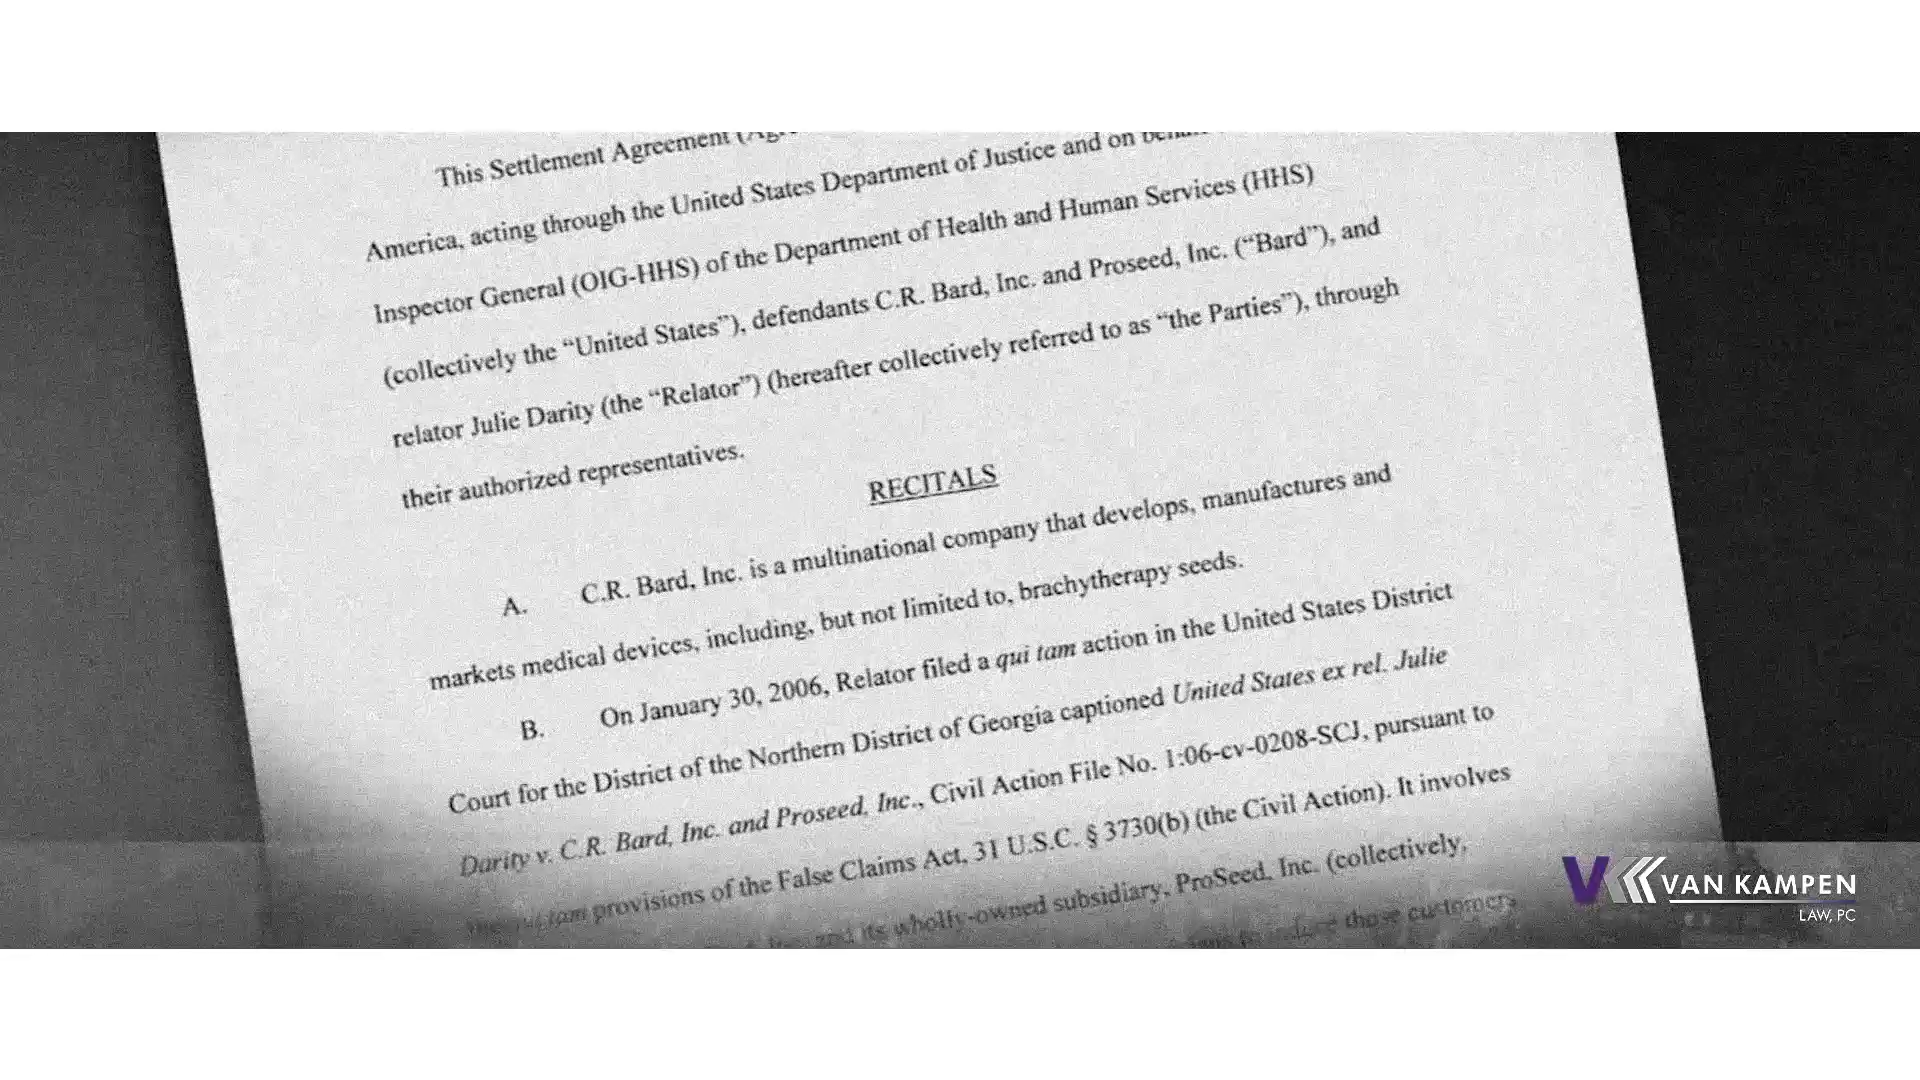 This Settlement Agreement
America, acting through the United States Department of Justice and on
Inspector General (OIG-HHS) of the Department of Health and Human Services (HHS)
(collectively the “United States”), defendants C.R. Bard, Inc. and Proseed, Inc. (“Bard”), and
relator Julie Darity (the “Relator”) (hereafter collectively referred to as “the Parties”), through
their authorized representatives.
RECITALS
A. C.R. Bard, Inc. is a multinational company that develops, manufactures and
markets medical devices, including, but not limited to, brachytherapy seeds.
B. On January 30, 2006, Relator filed a qui tam action in the United States District
Court for the District of the Northern District of Georgia captioned United States ex rel. Julie
Darity v. C.R. Bard, Inc. and Proseed, Inc., Civil Action File No. 1:06-cv-0208-SCJ, pursuant to
the qui tam provisions of the False Claims Act, 31 U.S.C. § 3730(b) (the Civil Action). It involves
and its wholly-owned subsidiary, ProSeed, Inc. (collectively,
those customers
VAN KAMPEN
LAW, PC